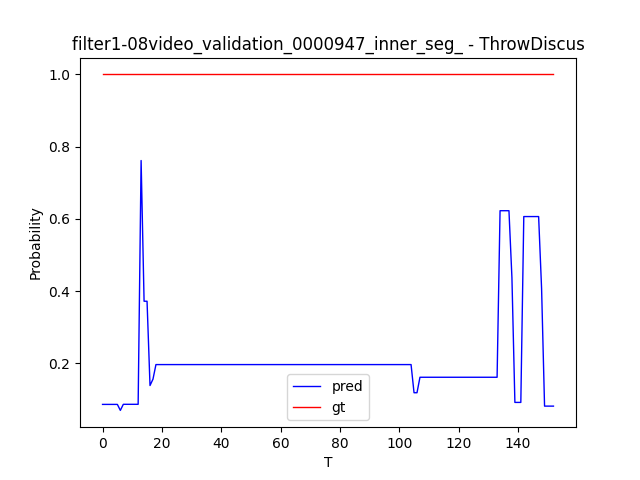 filter1-08video_validation_0000947_inner_seg_ - ThrowDiscus
1.0
0.8
0.6
0.4
0.2
Probability
0
20
40
60
80
100
120
140
T
pred
gt